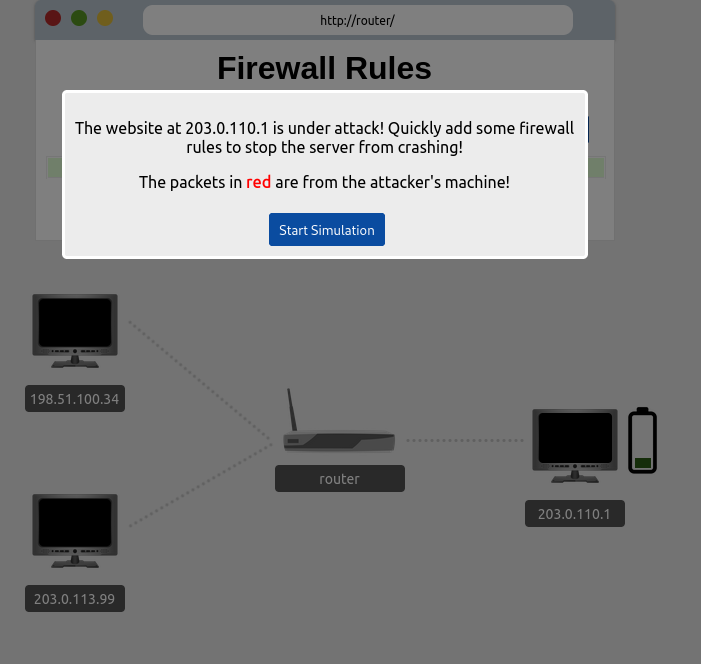 http://router/
Firewall Rules
The website at 203.0.110.1 is under attack! Quickly add some firewall
rules to stop the server from crashing!
The packets in red are from the attacker's machine!
Start Simulation
198.51.100.34
router
203.0.110.1
203.0.113.99